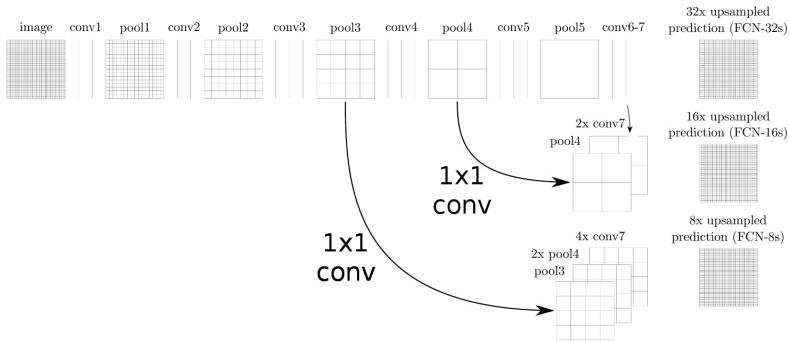 image conv1 pool1 conv2 pool2 conv3 pool3 conv4 pool4 conv5 pool5 conv6-7
32x upsampled
prediction (FCN-32s)
2x conv7
pool4
16x upsampled
prediction (FCN-16s)
1x1
conv
4x conv7
2x pool4
pool3
8x upsampled
prediction (FCN-8s)
1x1
conv